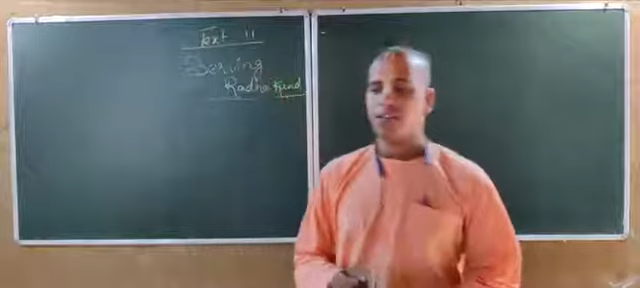 Text 11
Serving
Radha Kund